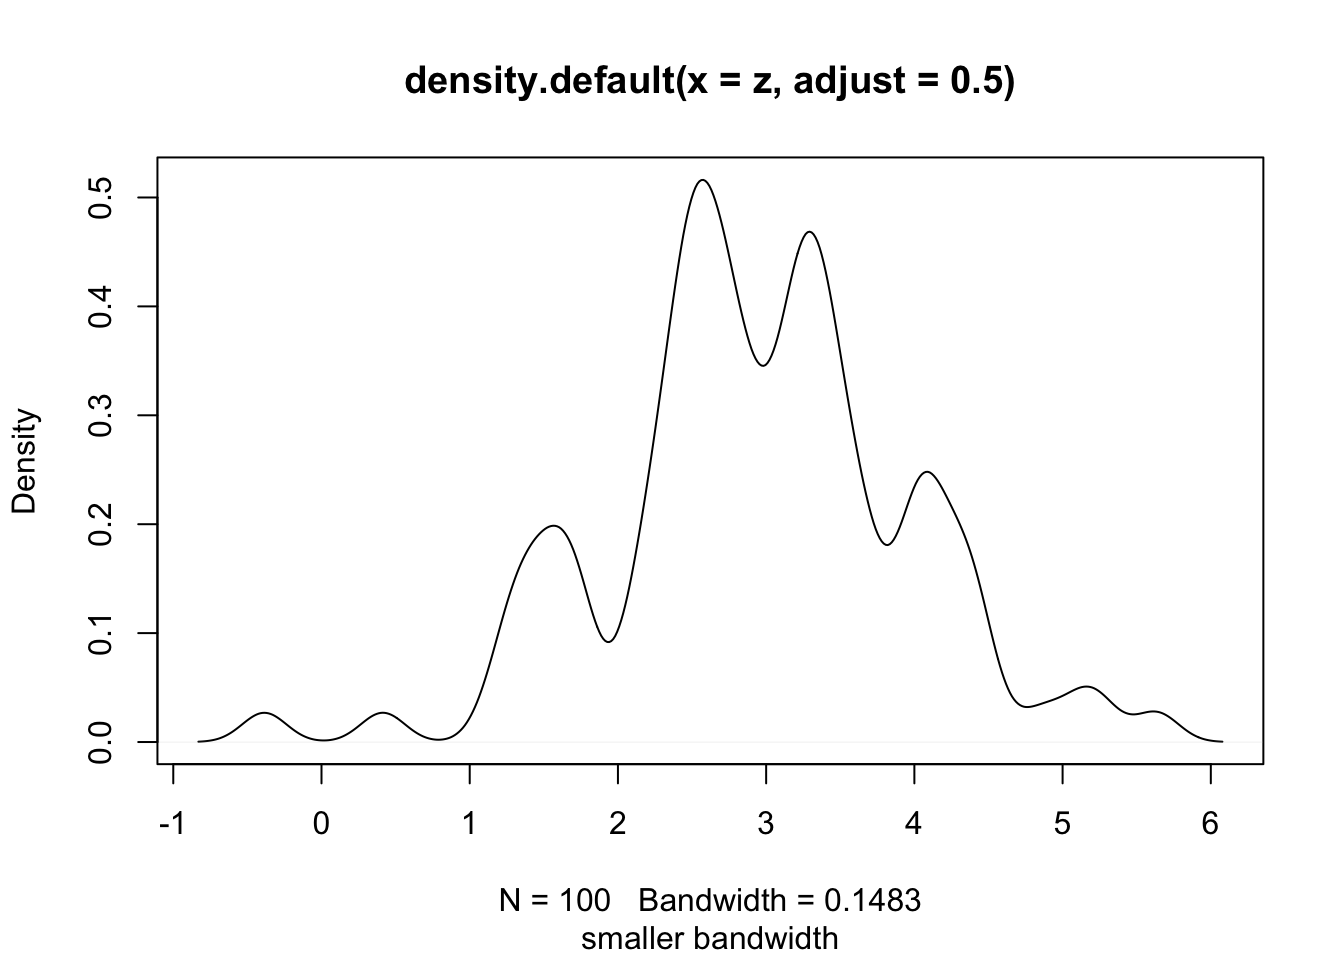 density.default(x = z, adjust = 0.5)
Density
0.5
0.4
0.3
0.2
0.1
0.0
-1 0 1 2 3 4 5 6
N = 100 Bandwidth = 0.1483
smaller bandwidth